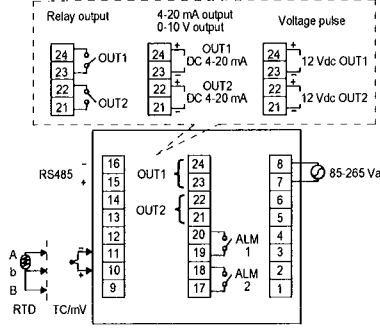 Relay output
4-20 mA output
0-10 V output
Voltage pulse
24 23 OUT1
22 21 OUT2
24 + 23 - OUT1 DC 4-20 mA
22 + 21 - OUT2 DC 4-20 mA
24 + 23 - 12 Vdc OUT1
22 + 21 - 12 Vdc OUT2
RS485 - +
16
15
14
13
12
11
10
9
- +
A
b
B
RTD TC/mV
OUT1
OUT2
24
23
22
21
20
19
18
17
ALM 1
ALM 2
8
7
6
5
4
3
2
1
85-265 Va